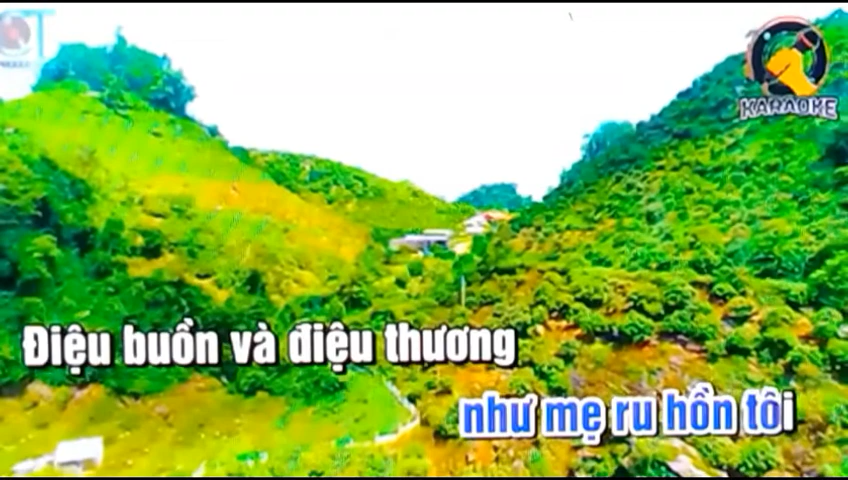 KARAOKE
Điệu buồn và điệu thương
như mẹ ru hồn tôi